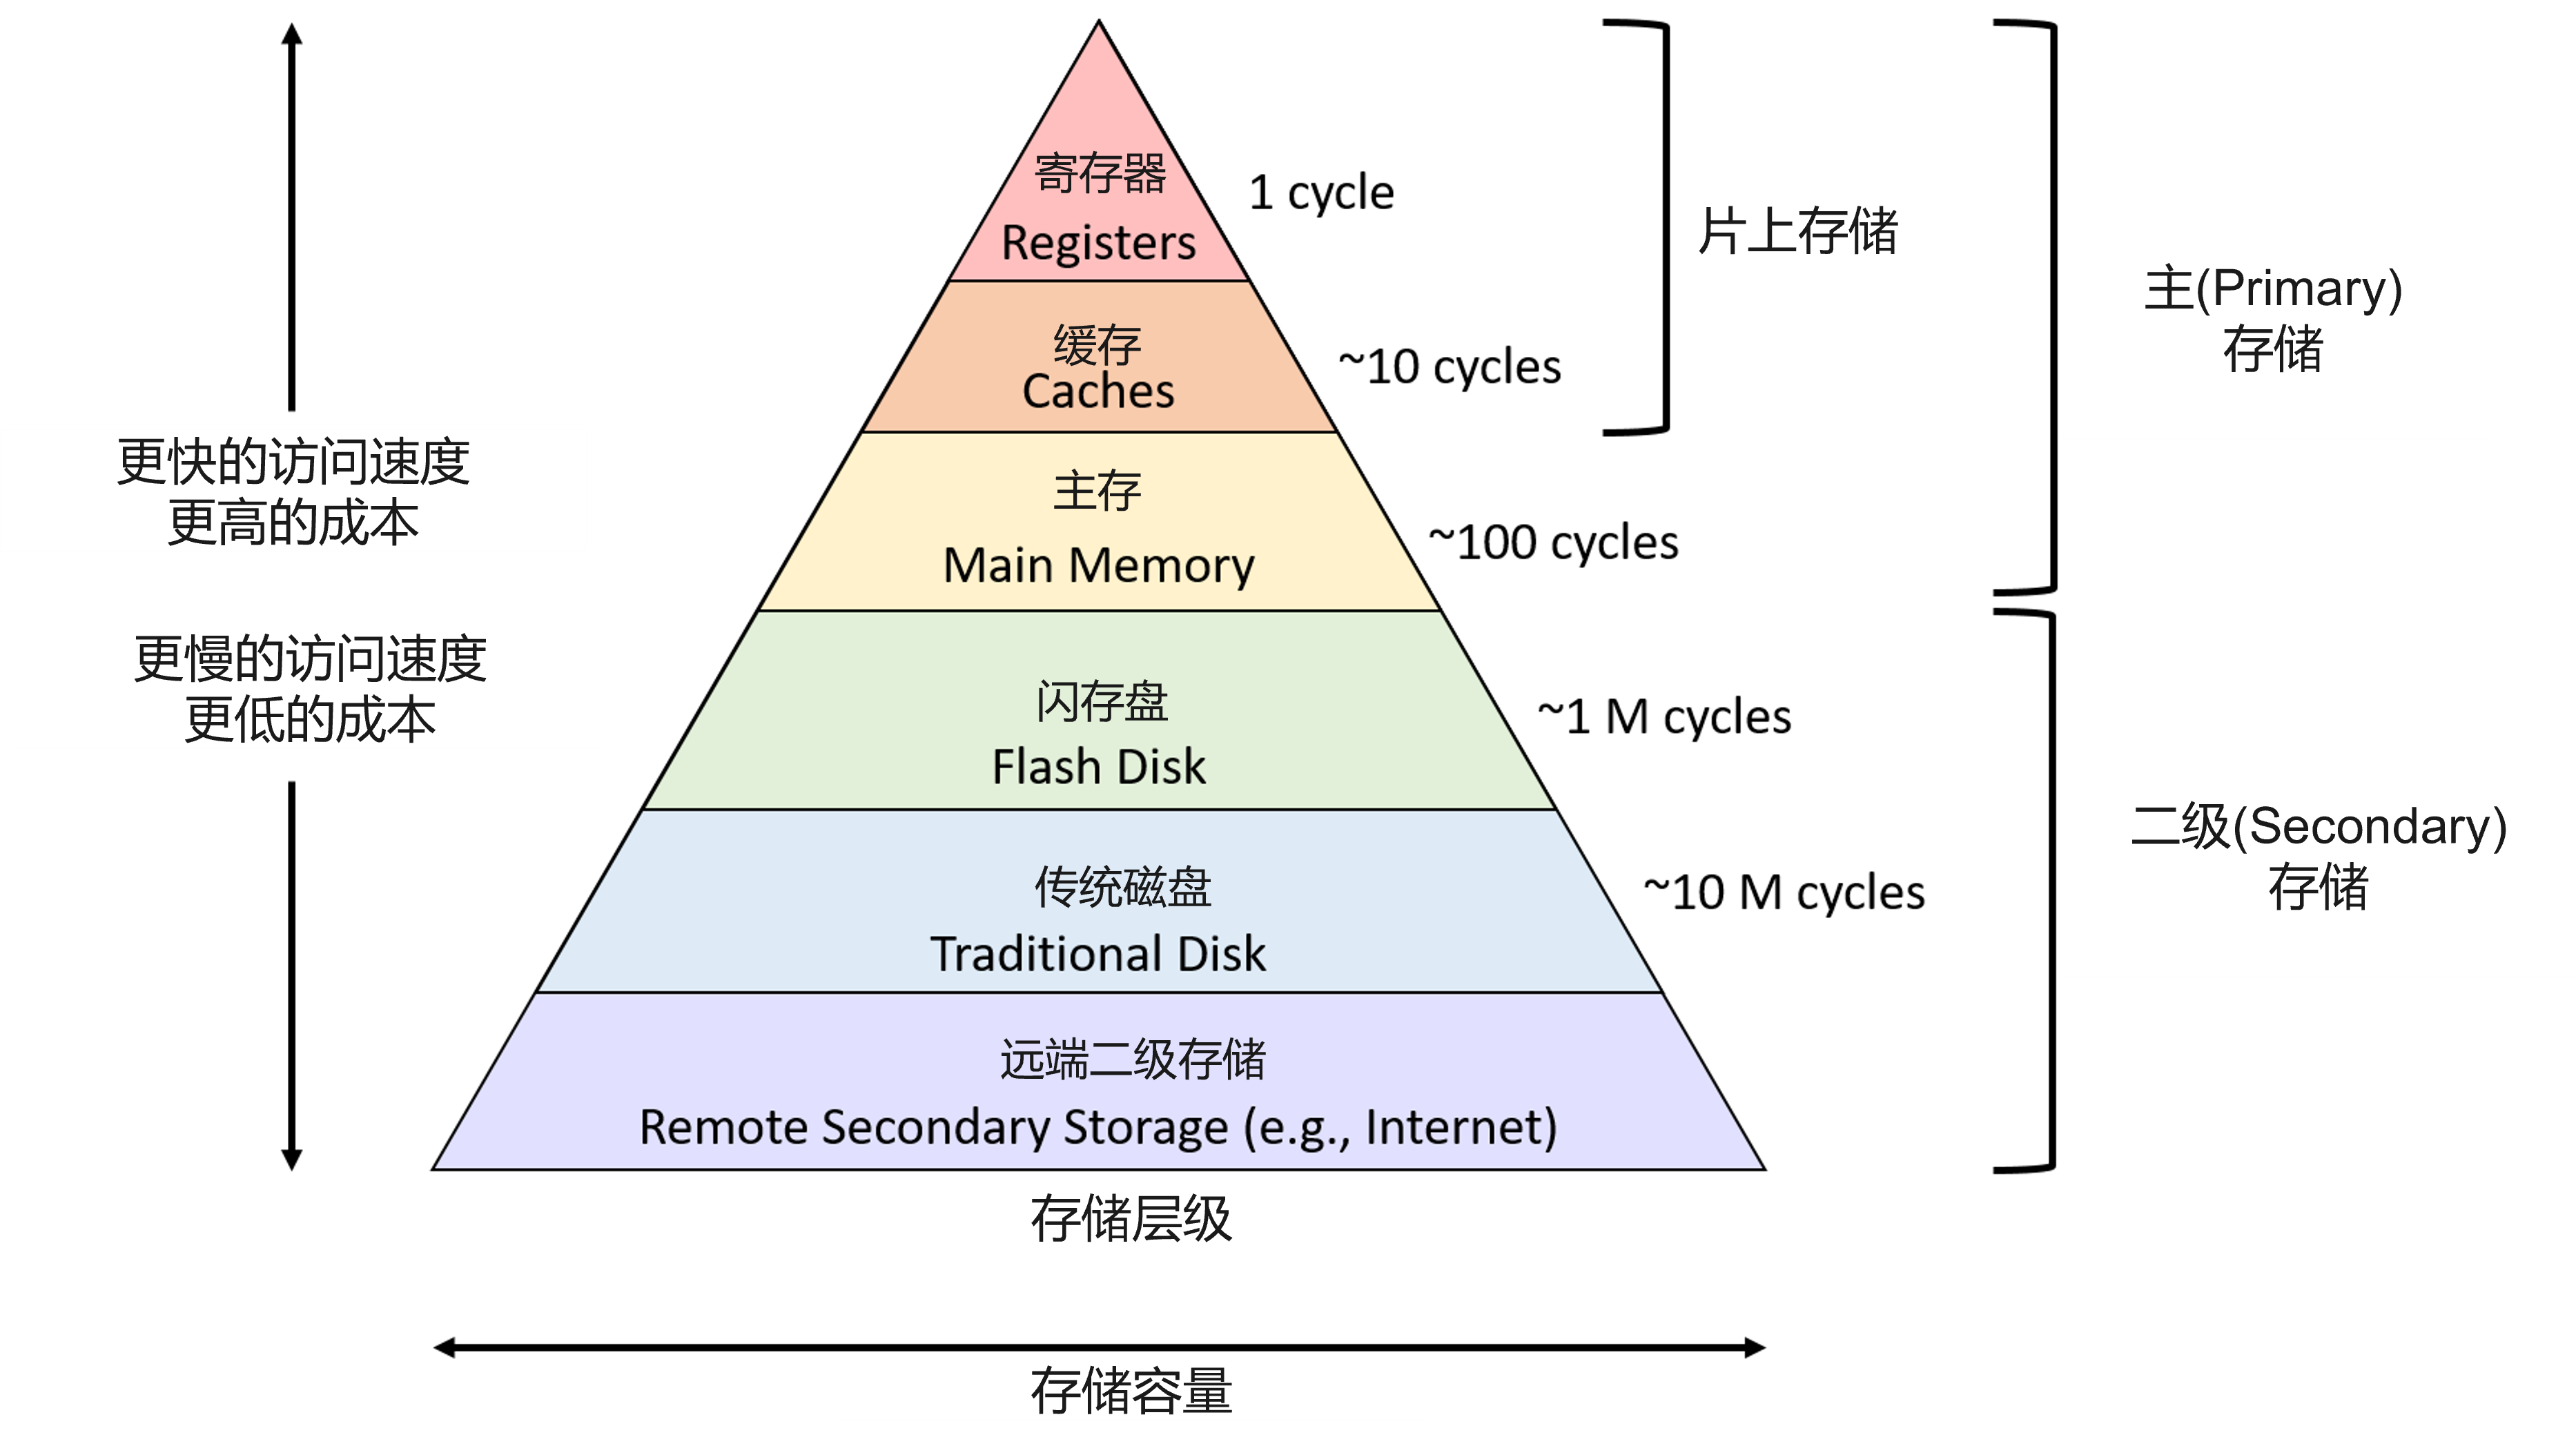 寄存器
Registers
1 cycle
片上存储
主(Primary)
存储
缓存
Caches
~10 cycles
更快的访问速度
更高的成本
主存
Main Memory
~100 cycles
更慢的访问速度
更低的成本
闪存盘
Flash Disk
~1 M cycles
二级(Secondary)
存储
传统磁盘
Traditional Disk
~10 M cycles
远端二级存储
Remote Secondary Storage (e.g., Internet)
存储层级
存储容量